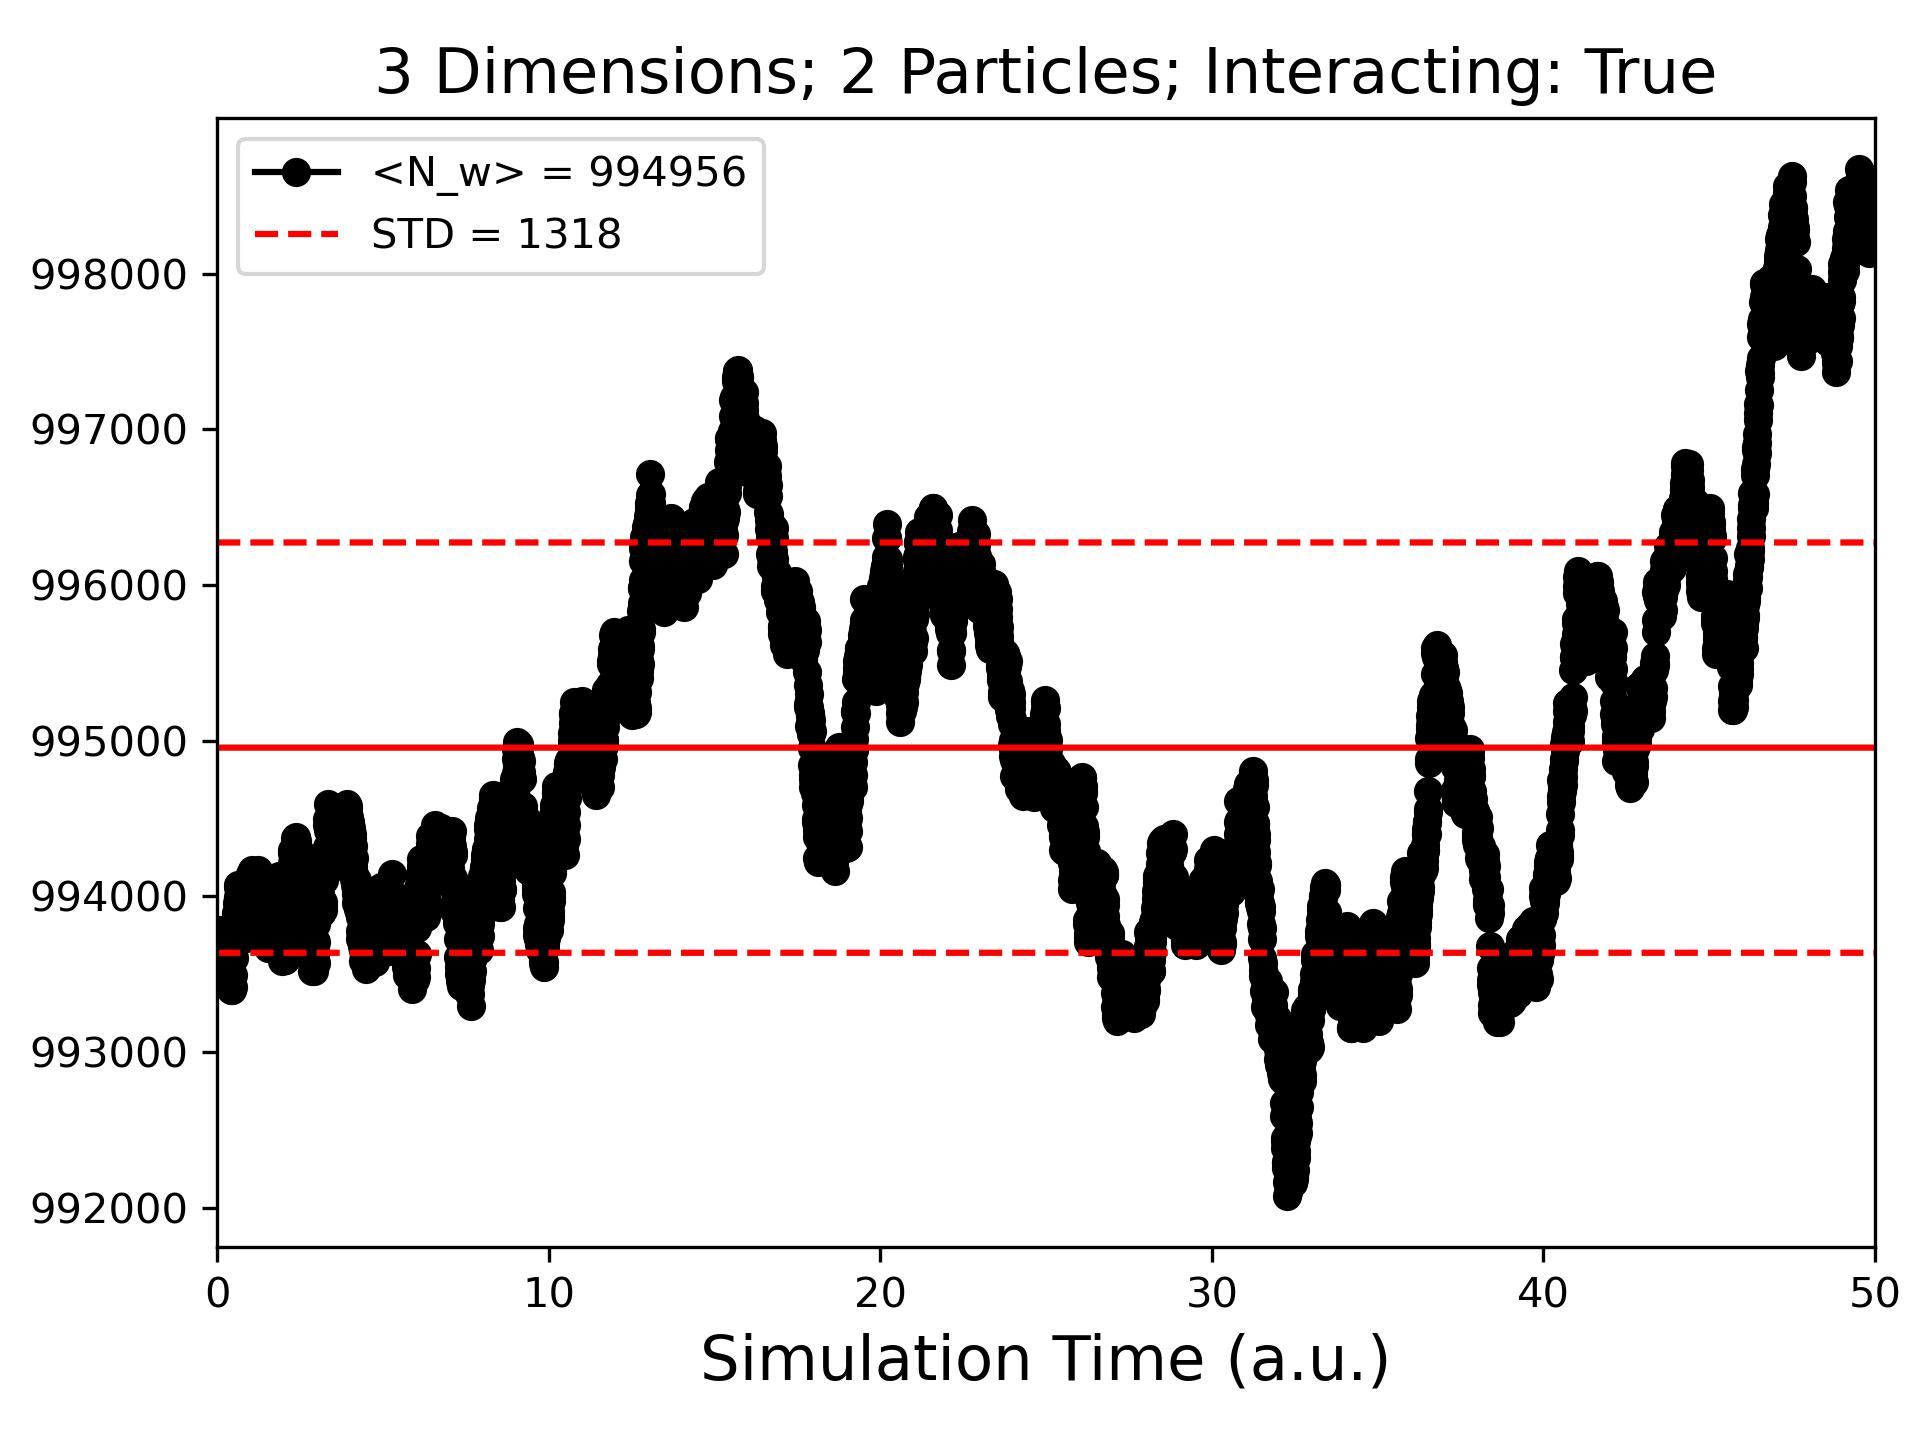 3 Dimensions; 2 Particles; Interacting: True
<N_w> = 994956
STD = 1318
998000
997000
996000
995000
994000
993000
992000
0 10 20 30 40 50
Simulation Time (a.u.)